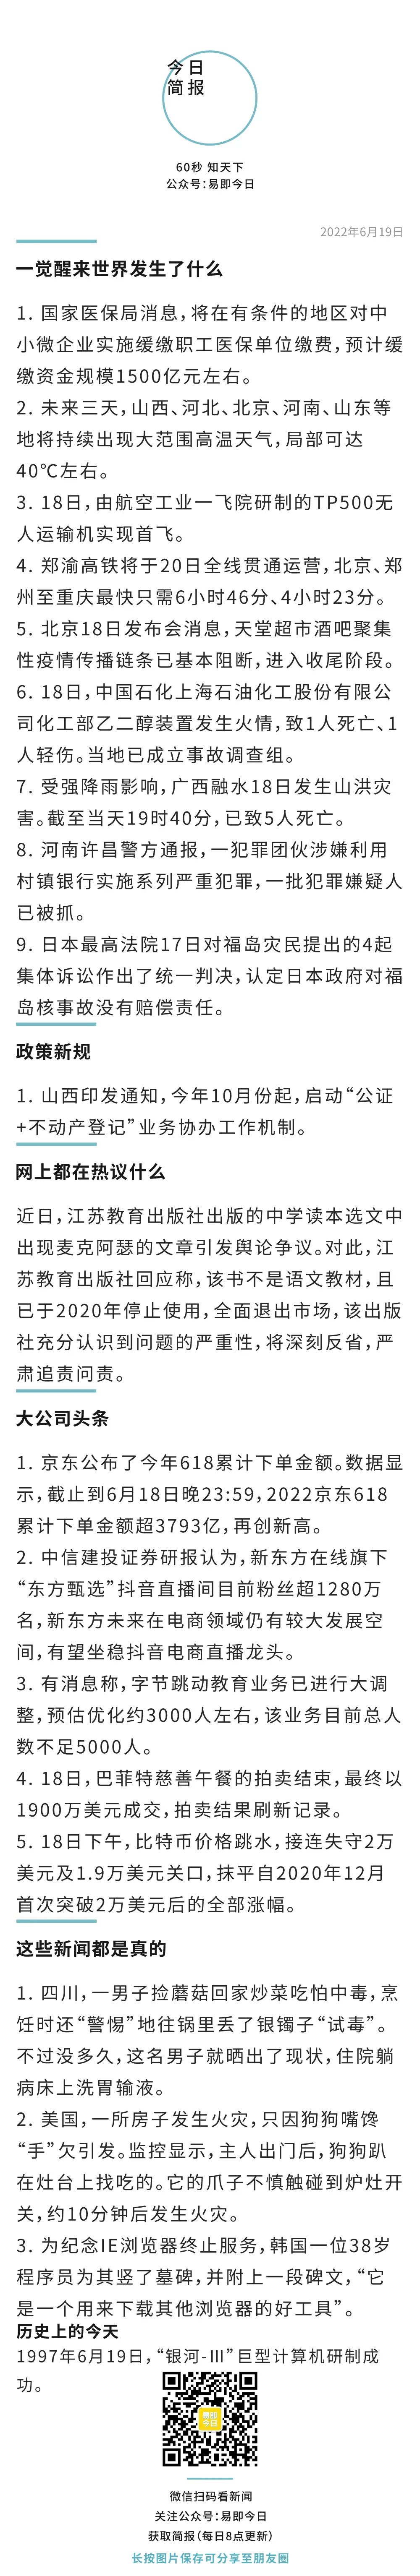 今日
简报
60秒 知天下
公众号:易即今日
2022年6月19日
一觉醒来世界发生了什么
1. 国家医保局消息,将在有条件的地区对中
小微企业实施缓缴职工医保单位缴费,预计缓
缴资金规模1500亿元左右。
2. 未来三天,山西、河北、北京、河南、山东等
地将持续出现大范围高温天气,局部可达
40℃左右。
3. 18日,由航空工业一飞院研制的TP500无
人运输机实现首飞。
4. 郑渝高铁将于20日全线贯通运营,北京、郑
州至重庆最快只需6小时46分、4小时23分。
5. 北京18日发布会消息,天堂超市酒吧聚集
性疫情传播链条已基本阻断,进入收尾阶段。
6. 18日,中国石化上海石油化工股份有限公
司化工部乙二醇装置发生火情,致1人死亡、1
人轻伤。当地已成立事故调查组。
7. 受强降雨影响,广西融水18日发生山洪灾
害。截至当天19时40分,已致5人死亡。
8. 河南许昌警方通报,一犯罪团伙涉嫌利用
村镇银行实施系列严重犯罪,一批犯罪嫌疑人
已被抓。
9. 日本最高法院17日对福岛灾民提出的4起
集体诉讼作出了统一判决,认定日本政府对福
岛核事故没有赔偿责任。
政策新规
1. 山西印发通知,今年10月份起,启动“公证
+不动产登记”业务协办工作机制。
网上都在热议什么
近日,江苏教育出版社出版的中学读本选文中
出现麦克阿瑟的文章引发舆论争议。对此,江
苏教育出版社回应称,该书不是语文教材,且
已于2020年停止使用,全面退出市场,该出版
社充分认识到问题的严重性,将深刻反省,严
肃追责问责。
大公司头条
1. 京东公布了今年618累计下单金额。数据显
示,截止到6月18日晚23:59,2022京东618
累计下单金额超3793亿,再创新高。
2. 中信建投证券研报认为,新东方在线旗下
“东方甄选”抖音直播间目前粉丝超1280万
名,新东方未来在电商领域仍有较大发展空
间,有望坐稳抖音电商直播龙头。
3. 有消息称,字节跳动教育业务已进行大调
整,预估优化约3000人左右,该业务目前总人
数不足5000人。
4. 18日,巴菲特慈善午餐的拍卖结束,最终以
1900万美元成交,拍卖结果刷新记录。
5. 18日下午,比特币价格跳水,接连失守2万
美元及1.9万美元关口,抹平自2020年12月
首次突破2万美元后的全部涨幅。
这些新闻都是真的
1. 四川,一男子捡蘑菇回家炒菜吃怕中毒,烹
饪时还“警惕”地往锅里丢了银镯子“试毒”。
不过没多久,这名男子就晒出了现状,住院躺
病床上洗胃输液。
2. 美国,一所房子发生火灾,只因狗狗嘴馋
“手”欠引发。监控显示,主人出门后,狗狗趴
在灶台上找吃的。它的爪子不慎触碰到炉灶开
关,约10分钟后发生火灾。
3. 为纪念IE浏览器终止服务,韩国一位38岁
程序员为其竖了墓碑,并附上一段碑文,“它
是一个用来下载其他浏览器的好工具”。
历史上的今天
1997年6月19日,“银河-Ⅲ”巨型计算机研制成
功。
易即
今日
微信扫码看新闻
关注公众号:易即今日
获取简报(每日8点更新)
长按图片保存可分享至朋友圈